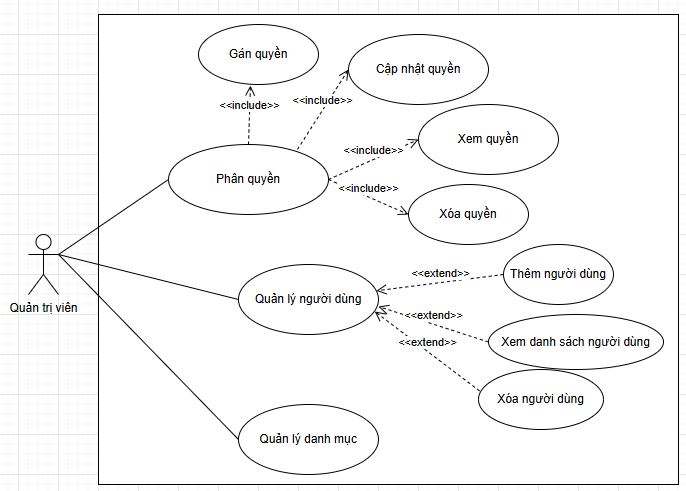 Gán quyền
Cập nhật quyền
<<include>>
<<include>>
Xem quyền
<<include>>
Phân quyền
<<include>>
Xóa quyền
Quản trị viên
<<extend>>
Thêm người dùng
Quản lý người dùng
<<extend>>
Xem danh sách người dùng
<<extend>>
Xóa người dùng
Quản lý danh mục